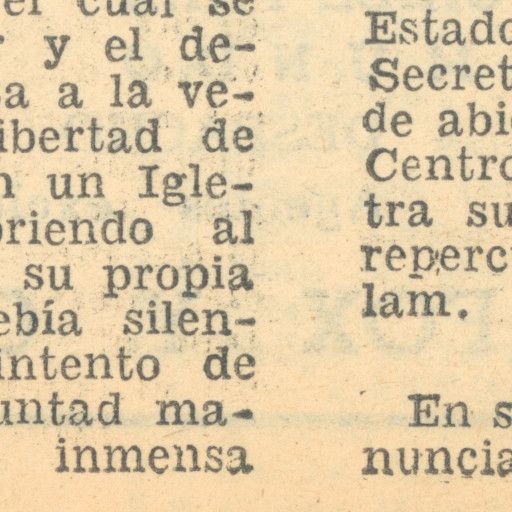 el cual se
y el de-
a a la ve-
ibertad de
n un Igle-
oriendo al
su propia
ebía silen-
intento de
untad ma-
inmensa
Estado
Secret
de abi
Centro
tra su
reperc
lam.
En s
nuncia